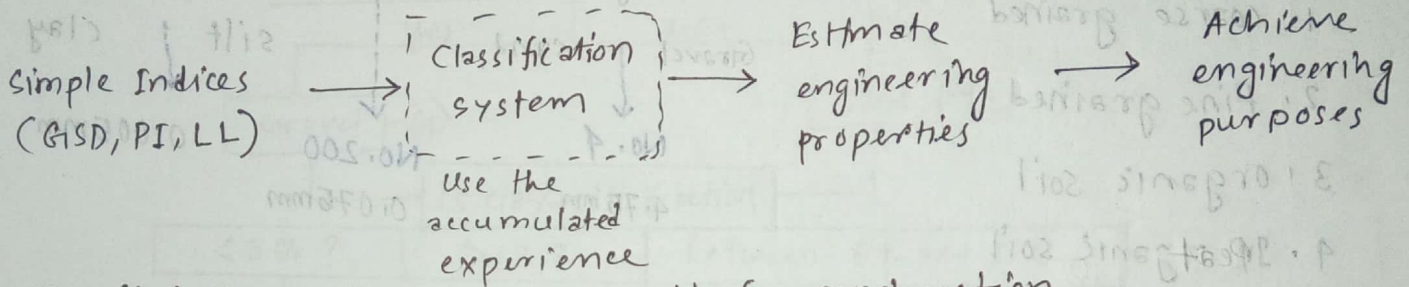 Simple Indices
(GSD, PI, LL)
Classification
system
use the
accumulated
experience
Estimate
engineering
properties
Achieve
engineering
purposes